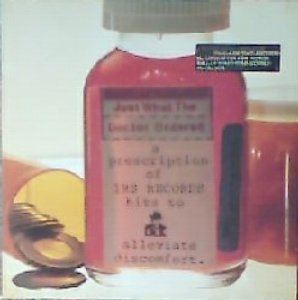 Just What The
Doctor Ordered
a
prescription
of
IRS RECORDS
hits to
alleviate
discomfort.